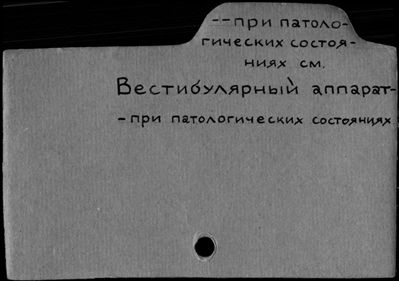 --при патоло-
гических состоя-
ниях см.
Вестибулярный аппарат-
-при патологических состояниях